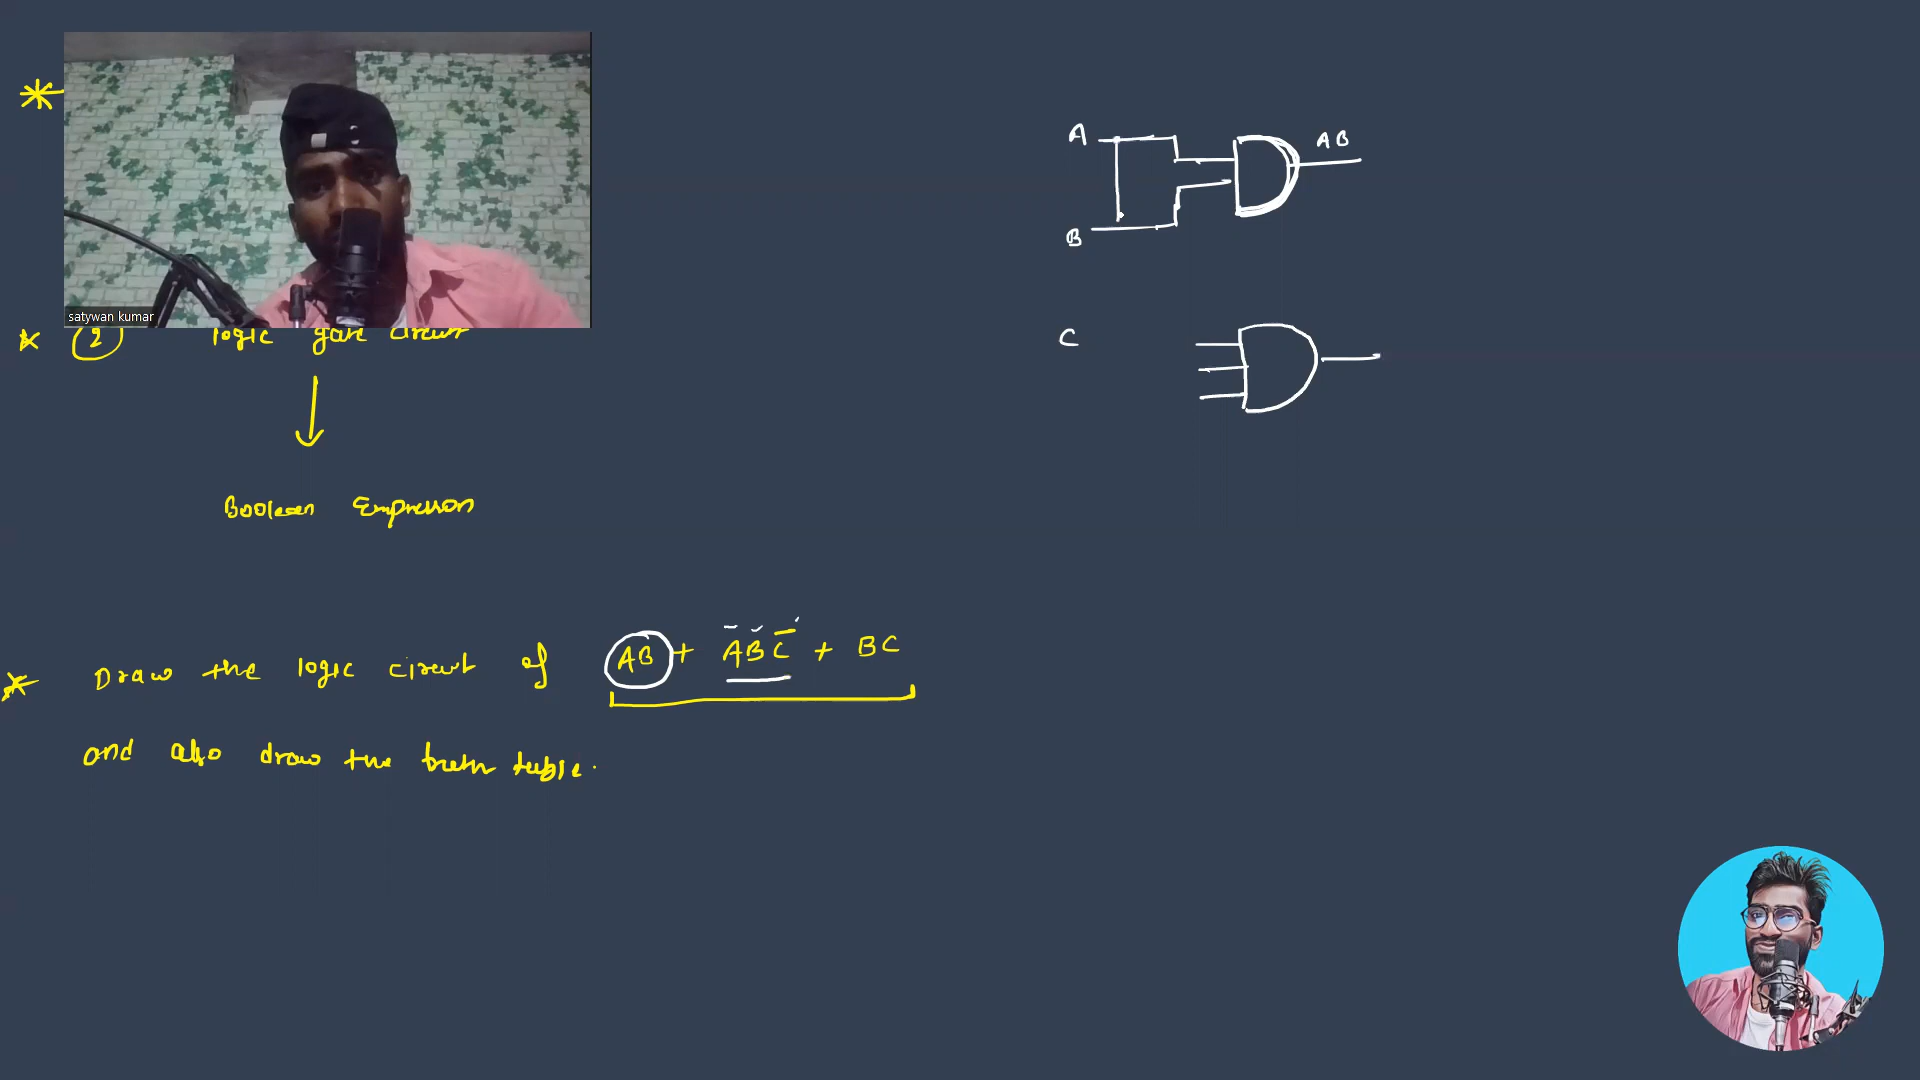 satywan kumar
* (2) logic gate circuit
Boolean Expression
* Draw the logic circuit of AB + ABC̅ + BC
and also draw the truth table.
A
B
AB
C